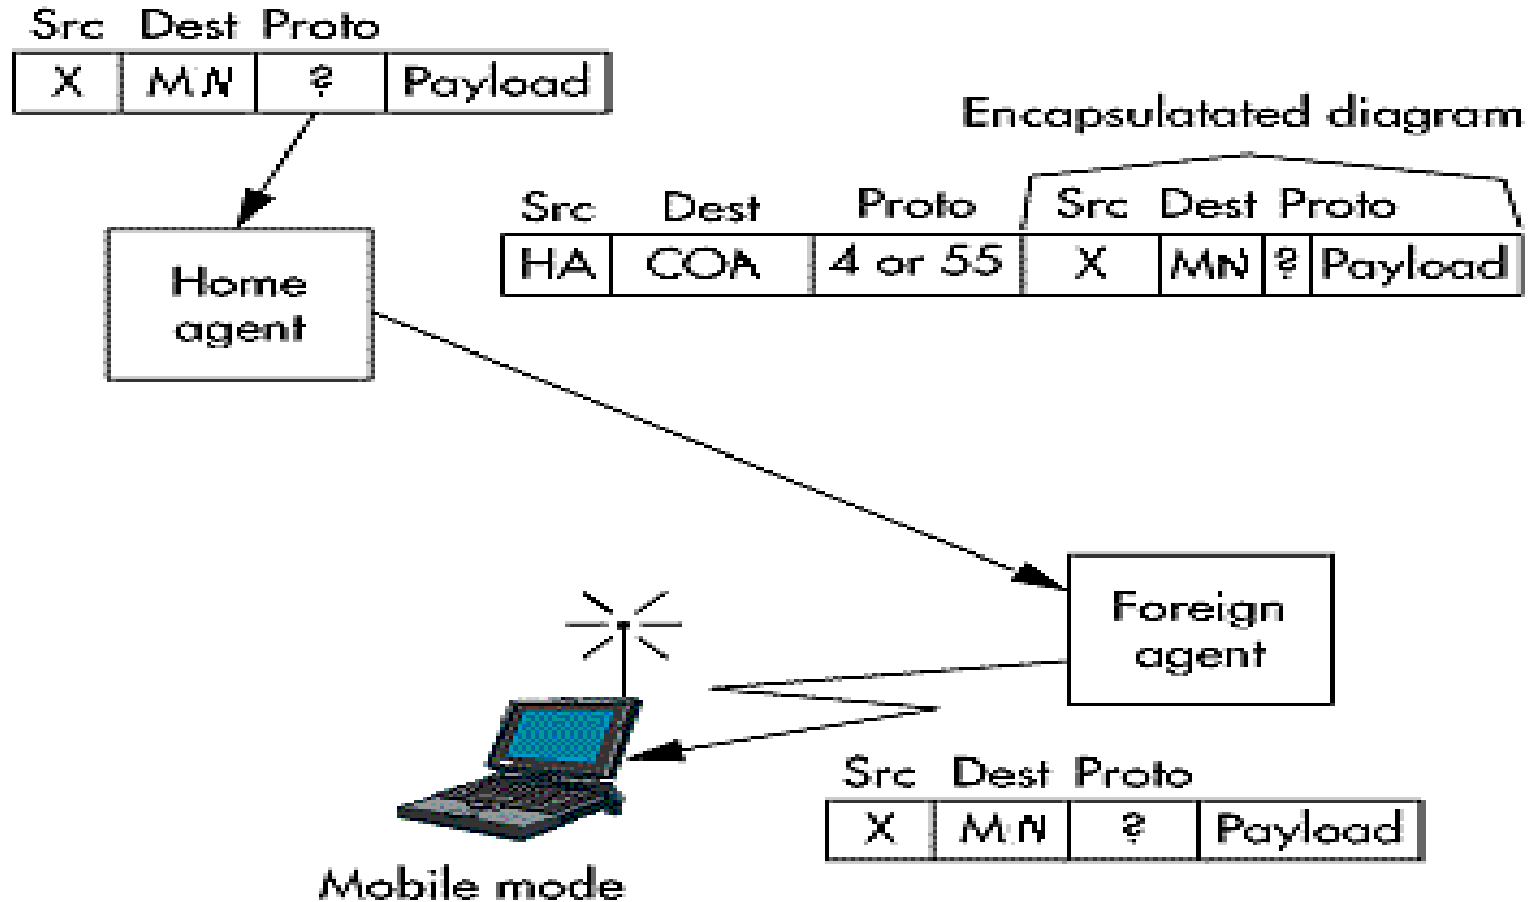 Src Dest Proto
X MN ? Payload
Encapsulatated diagram
Src Dest Proto Src Dest Proto
HA COA 4 or 55 X MN ? Payload
Home
agent
Foreign
agent
Src Dest Proto
X MN ? Payload
Mobile mode